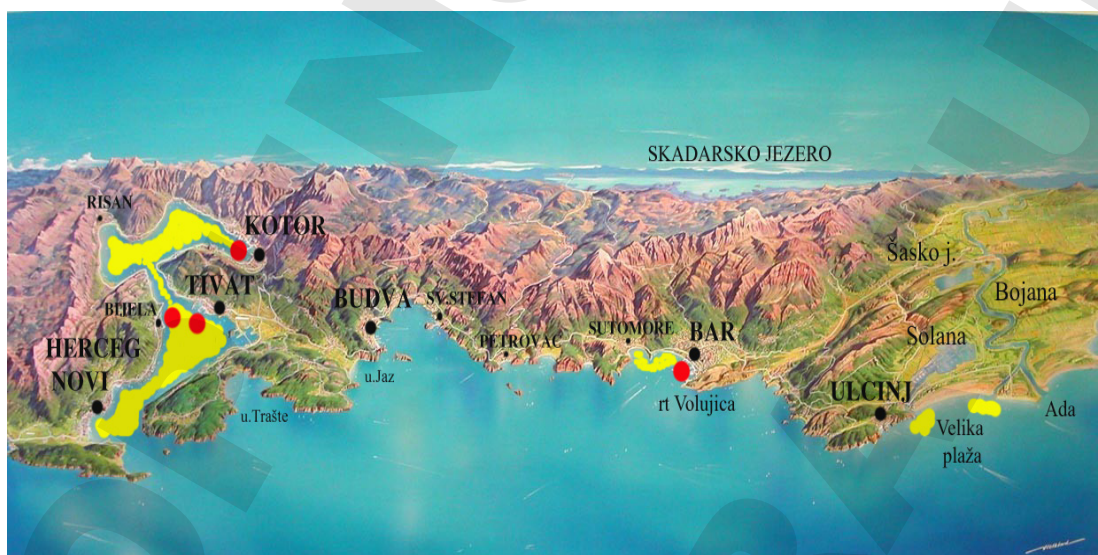 SKADARSKO JEZERO
RISAN
KOTOR
Šasko j.
TIVAT
Bojana
BIJELA
BUDVA
SV.STEFAN
SUTOMORE
BAR
Solana
HERCEG
NOVI
PETROVAC
u.Jaz
rt Volujica
ULCINJ
u.Trašte
Ada
Velika
plaža